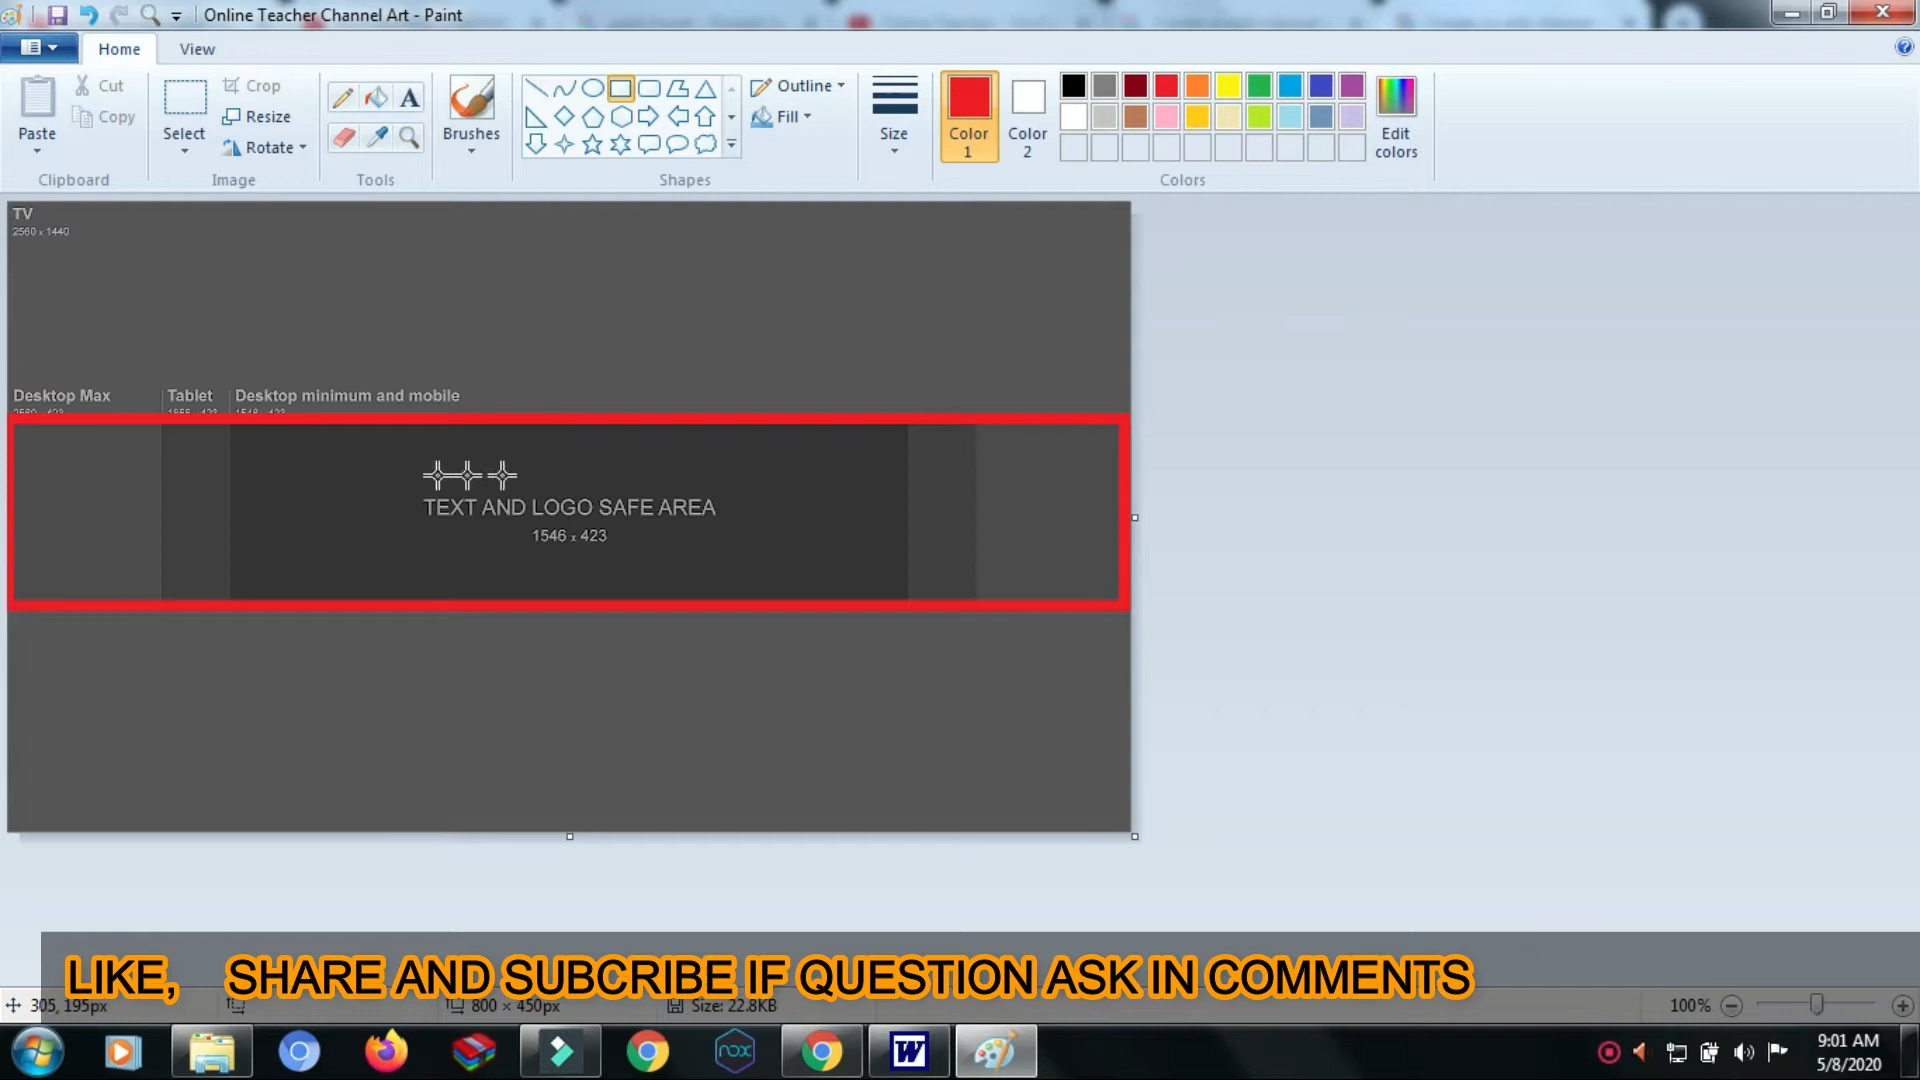 Online Teacher Channel Art - Paint
Home
View
Cut
Copy
Paste
Clipboard
Crop
Resize
Rotate
Select
Image
A
Tools
Brushes
Outline
Fill
Shapes
Size
Color
1
Color
2
Edit
colors
Colors
TV
2560 x 1440
Desktop Max
Tablet
Desktop minimum and mobile
TEXT AND LOGO SAFE AREA
1546 x 423
LIKE, SHARE AND SUBCRIBE IF QUESTION ASK IN COMMENTS
305, 195px
800 × 450px
Size: 22.8KB
100%
nox
W
9:01 AM
5/8/2020